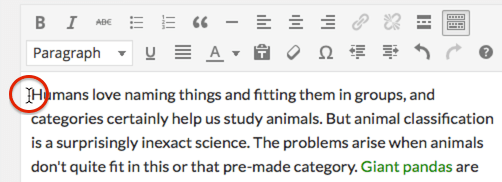 B I ABC
Paragraph U A T Ω ?
Humans love naming things and fitting them in groups, and
categories certainly help us study animals. But animal classification
is a surprisingly inexact science. The problems arise when animals
don't quite fit in this or that pre-made category. Giant pandas are